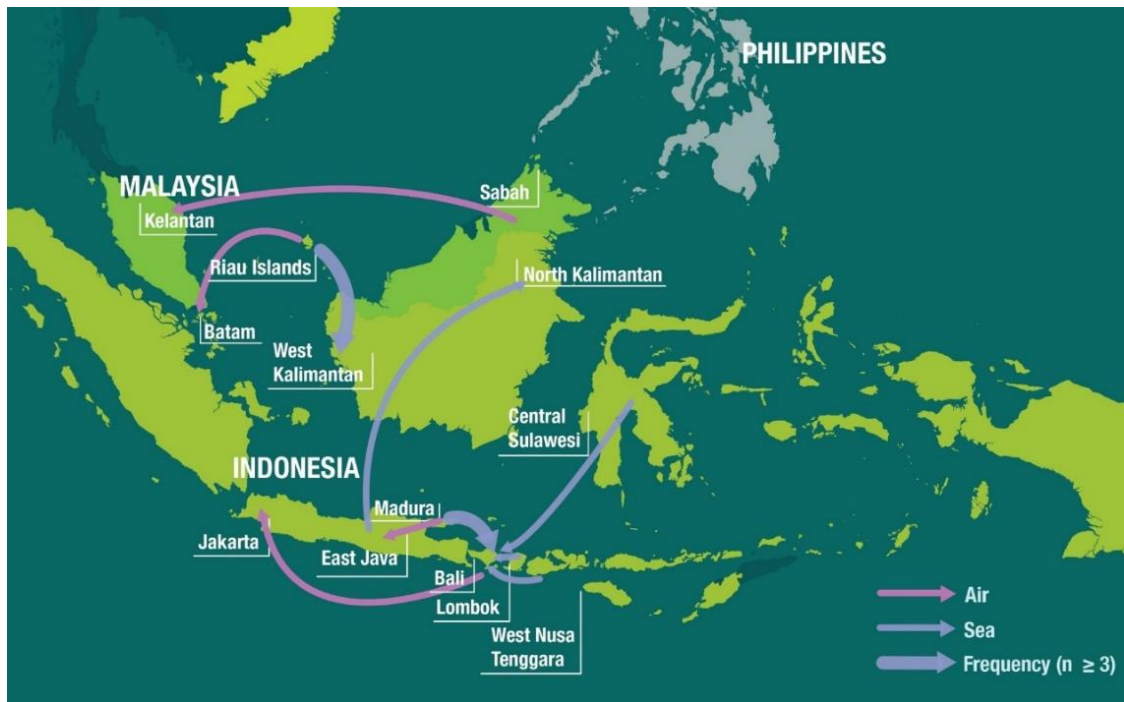 PHILIPPINES
MALAYSIA
Kelantan
Sabah
Riau Islands
North Kalimantan
Batam
West
Kalimantan
Central
Sulawesi
INDONESIA
Madura
Jakarta
East Java
Bali
Lombok
West Nusa
Tenggara
Air
Sea
Frequency (n ≥ 3)